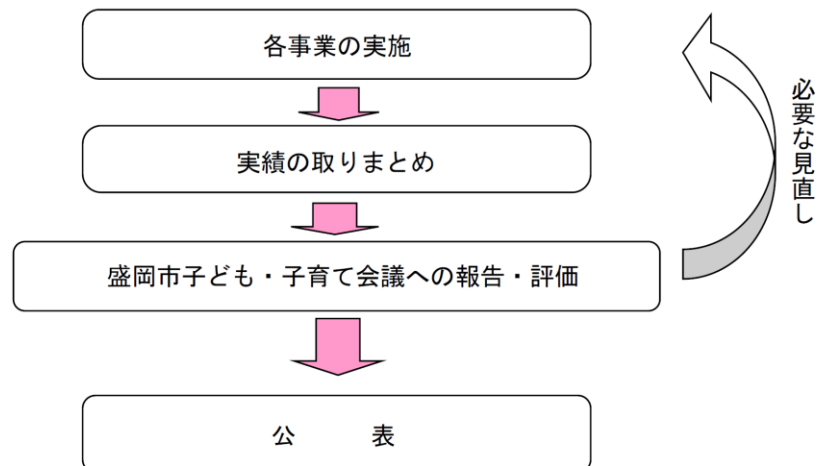 各事業の実施
実績の取りまとめ
盛岡市子ども・子育て会議への報告・評価
公　　　表
必要な見直し